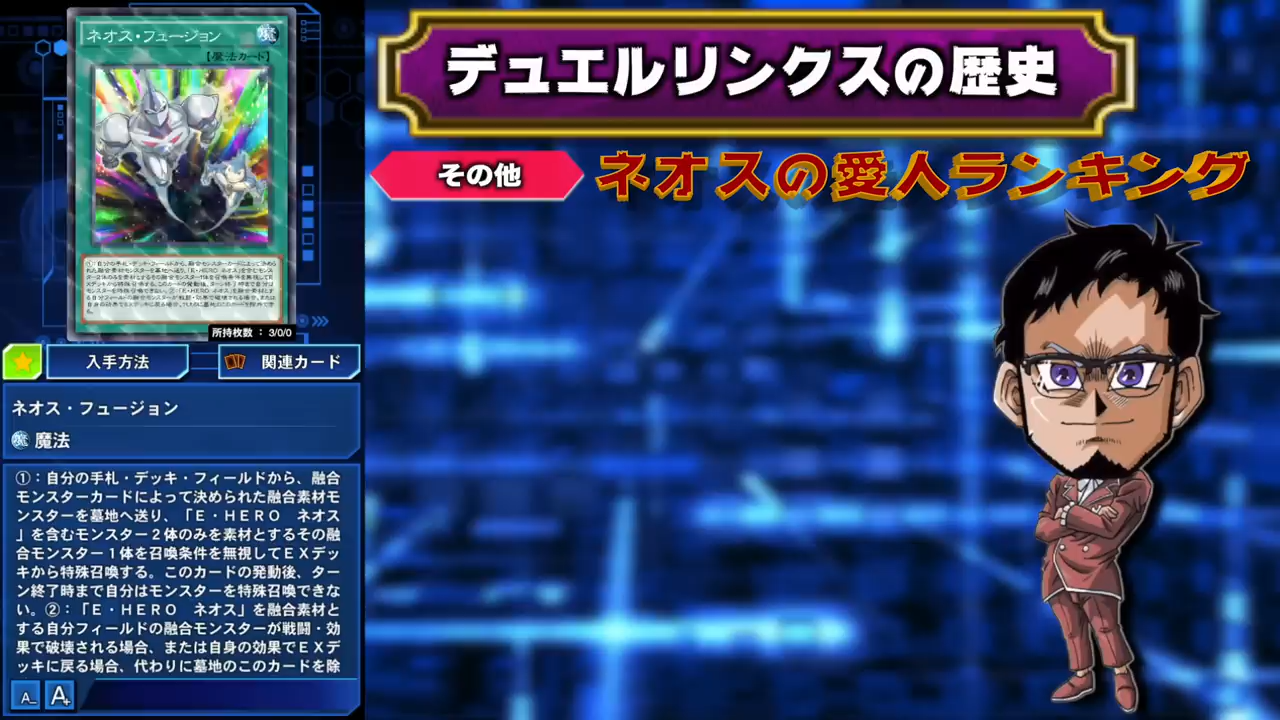 ネオス・フュージョン
魔
【魔法カード】
所持枚数 : 3/0/0
入手方法
関連カード
ネオス・フュージョン
魔 魔法
①:自分の手札・デッキ・フィールドから、融合
モンスターカードによって決められた融合素材モ
ンスターを墓地へ送り、「E・HERO ネオス
」を含むモンスター2体のみを素材とするその融
合モンスター1体を召喚条件を無視してEXデッ
キから特殊召喚する。このカードの発動後、ター
ン終了時まで自分はモンスターを特殊召喚できな
い。②:「E・HERO ネオス」を融合素材と
する自分フィールドの融合モンスターが戦闘・効
果で破壊される場合、または自身の効果でEXデ
ッキに戻る場合、代わりに墓地のこのカードを除
A- A+
デュエルリンクスの歴史
その他
ネオスの愛人ランキング